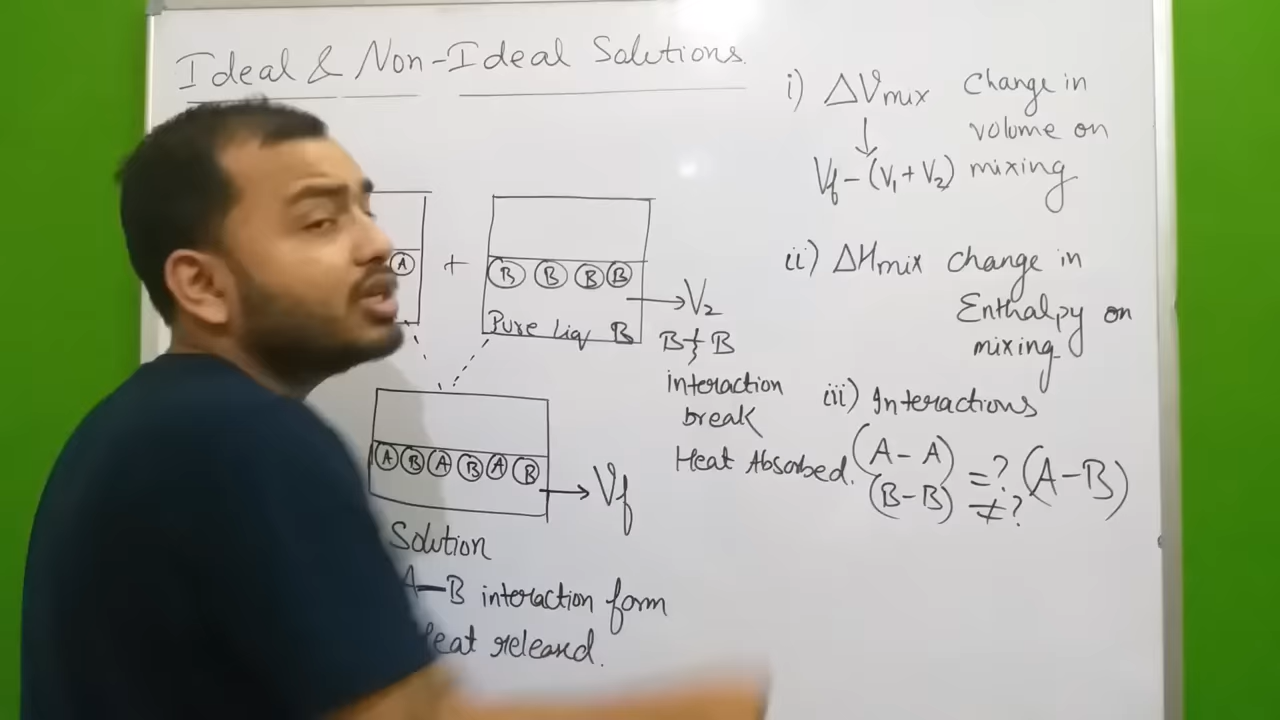 Ideal & Non-Ideal Solutions.
A
+
B B B B
Pure Liq B
V2
B B
interaction
break
Heat Absorbed.
A B A B A B
Vf
Solution
A-B interaction form
Heat released.
i) ΔVmix Change in
volume on
mixing
↓
Vf - (V1 + V2)
ii) ΔHmix change in
Enthalpy on
mixing
iii) Interactions
(A - A)
(B - B)
= ?
≠ ?
(A - B)